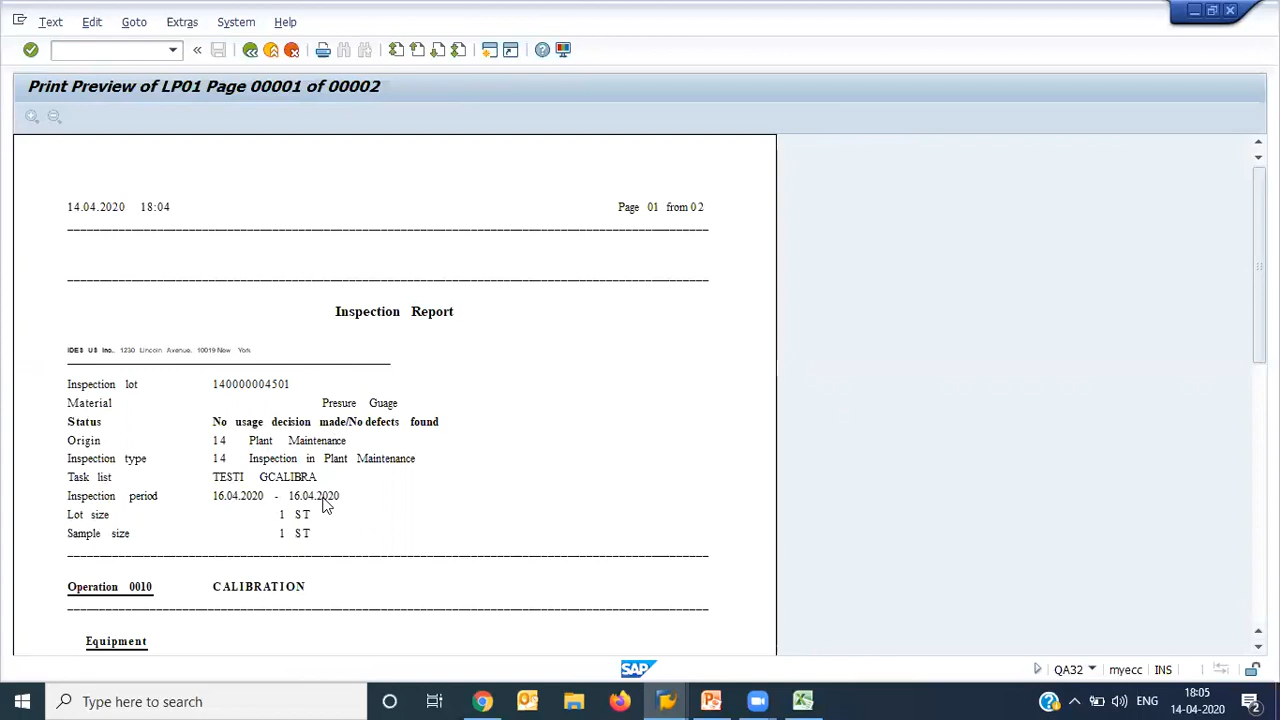 Text Edit Goto Extras System Help
Print Preview of LP01 Page 00001 of 00002
14.04.2020 18:04 Page 01 from 02
Inspection Report
IDES US Inc., 1230 Lincoln Avenue, 10019 New York
Inspection lot 140000004501
Material Presure Guage
Status No usage decision made/No defects found
Origin 14 Plant Maintenance
Inspection type 14 Inspection in Plant Maintenance
Task list TESTI GCALIBRA
Inspection period 16.04.2020 - 16.04.2020
Lot size 1 ST
Sample size 1 ST
Operation 0010 CALIBRATION
Equipment
SAP
QA32 myecc INS
Type here to search
ENG
18:05
14-04-2020
2